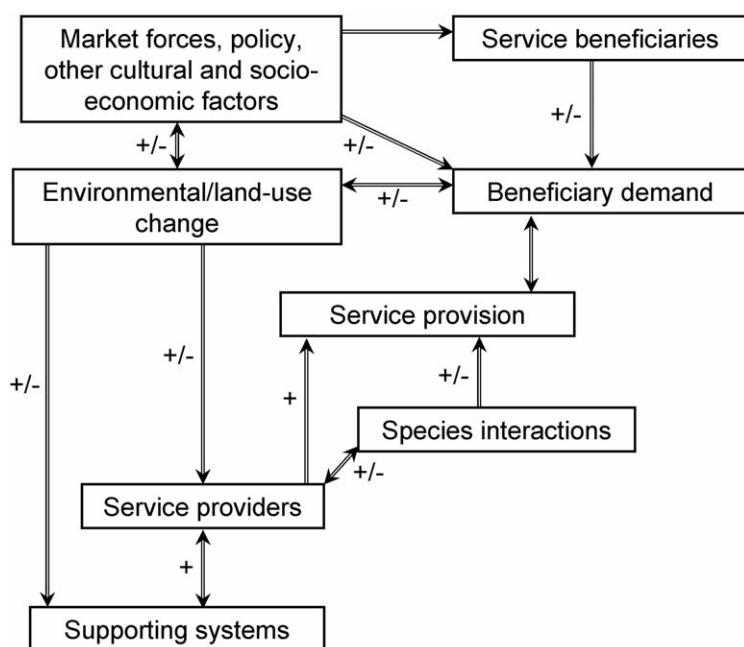 Market forces, policy,
other cultural and socio-
economic factors
Service beneficiaries
+/-
+/-
+/-
Environmental/land-use
change
+/-
Beneficiary demand
Service provision
+/-
+/-
+
+/-
Species interactions
+/-
Service providers
+
Supporting systems